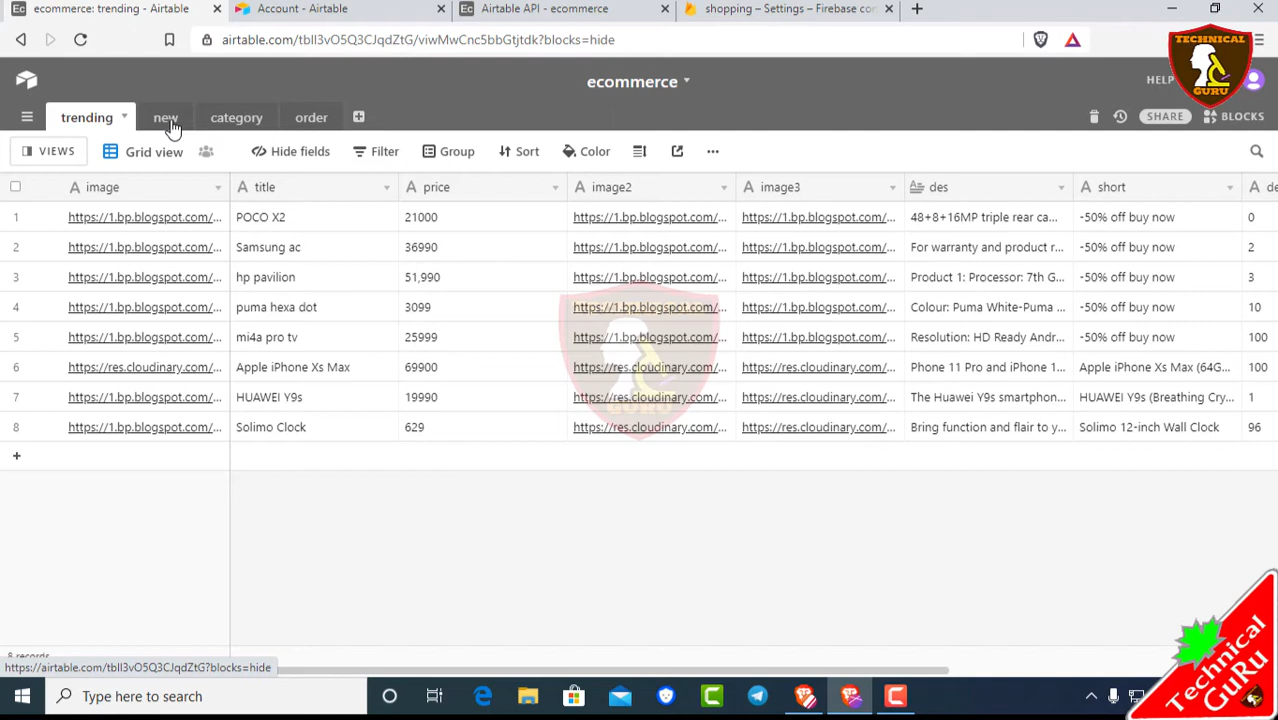 ecommerce: trending - Airtable
Account - Airtable
Airtable API - ecommerce
shopping – Settings – Firebase con
airtable.com/tblI3vO5Q3CJqdZtG/viwMwCnc5bbGtjtdk?blocks=hide
TECHNICAL
GURU
ecommerce
HELP
trending
new
category
order
SHARE
BLOCKS
VIEWS
Grid view
Hide fields
Filter
Group
Sort
Color
image title price image2 image3 des short de
1 https://1.bp.blogspot.com/... POCO X2 21000 https://1.bp.blogspot.com/... https://1.bp.blogspot.com/... 48+8+16MP triple rear ca... -50% off buy now 0
2 https://1.bp.blogspot.com/... Samsung ac 36990 https://1.bp.blogspot.com/... https://1.bp.blogspot.com/... For warranty and product r... -50% off buy now 2
3 https://1.bp.blogspot.com/... hp pavilion 51,990 https://1.bp.blogspot.com/... https://1.bp.blogspot.com/... Product 1: Processor: 7th G... -50% off buy now 3
4 https://1.bp.blogspot.com/... puma hexa dot 3099 https://1.bp.blogspot.com/... https://1.bp.blogspot.com/... Colour: Puma White-Puma ... -50% off buy now 10
5 https://1.bp.blogspot.com/... mi4a pro tv 25999 https://1.bp.blogspot.com/... https://1.bp.blogspot.com/... Resolution: HD Ready Andr... -50% off buy now 100
6 https://res.cloudinary.com/... Apple iPhone Xs Max 69900 https://res.cloudinary.com/... https://res.cloudinary.com/... Phone 11 Pro and iPhone 1... Apple iPhone Xs Max (64G... 100
7 https://1.bp.blogspot.com/... HUAWEI Y9s 19990 https://res.cloudinary.com/... https://res.cloudinary.com/... The Huawei Y9s smartphon... HUAWEI Y9s (Breathing Cry... 1
8 https://1.bp.blogspot.com/... Solimo Clock 629 https://res.cloudinary.com/... https://res.cloudinary.com/... Bring function and flair to y... Solimo 12-inch Wall Clock 96
GURU
8 records
https://airtable.com/tblI3vO5Q3CJqdZtG?blocks=hide
Type here to search
Technical
GuRu